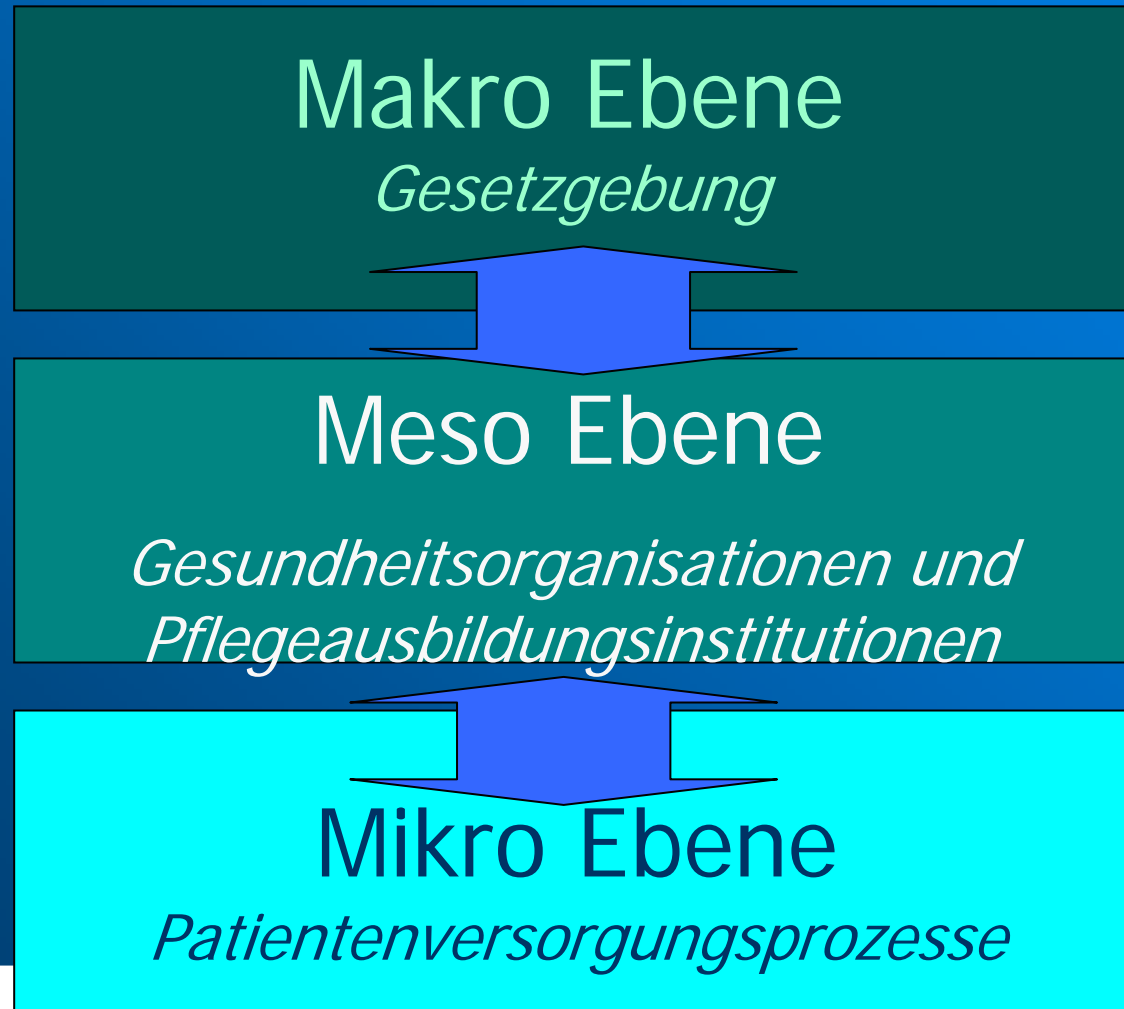 Makro Ebene
Gesetzgebung
Meso Ebene
Gesundheitsorganisationen und
Pflegeausbildungsinstitutionen
Mikro Ebene
Patientenversorgungsprozesse